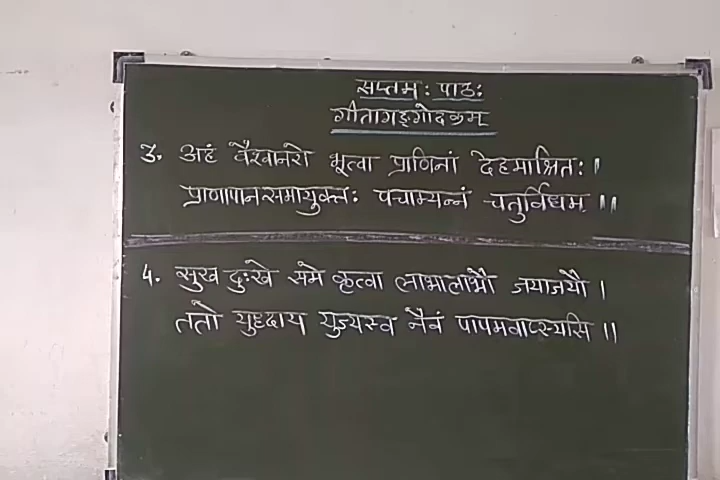 सप्तमः पाठः
गीतागङ्गोदकम्
3. अहं वैश्वानरो भूत्वा प्राणिनां देहमाश्रितः।
प्राणापानसमायुक्तः पचाम्यन्नं चतुर्विधम् ॥
4. सुख दुःखे समे कृत्वा लाभालाभौ जयाजयौ ।
ततो युद्धाय युज्यस्व नैवं पापमवाप्स्यसि ॥